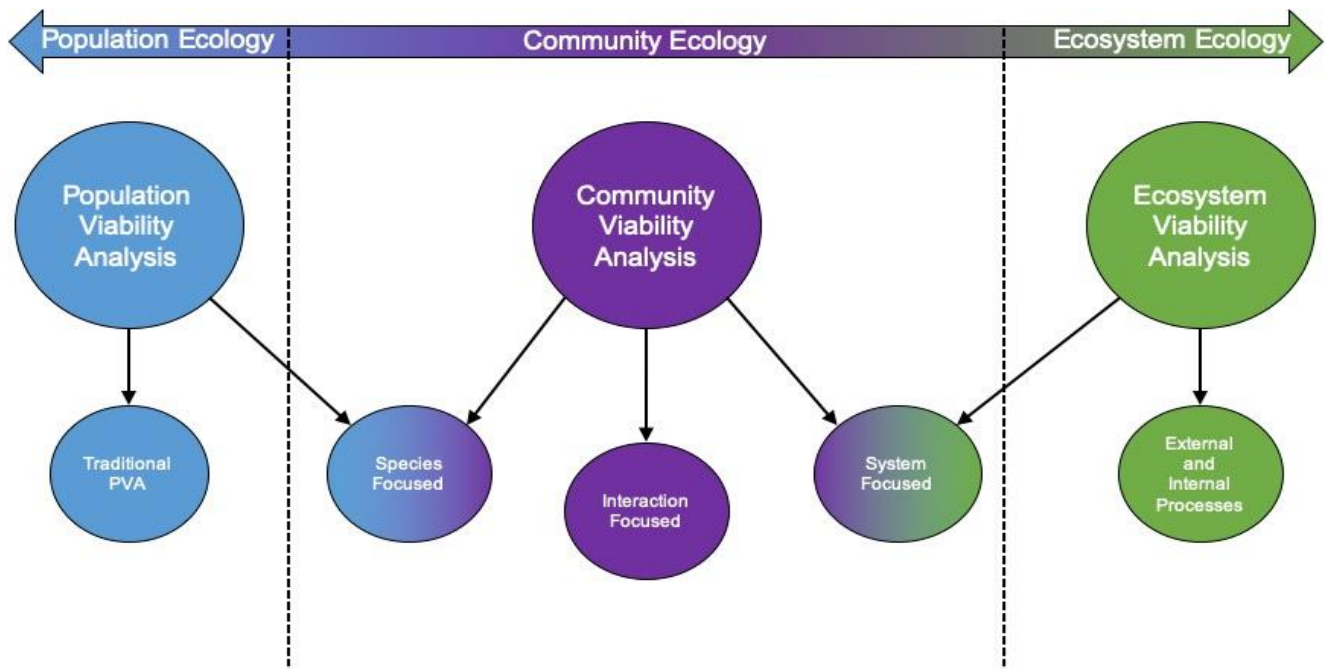 Population Ecology
Community Ecology
Ecosystem Ecology
Population
Viability
Analysis
Community
Viability
Analysis
Ecosystem
Viability
Analysis
Traditional
PVA
Species
Focused
Interaction
Focused
System
Focused
External
and
Internal
Processes